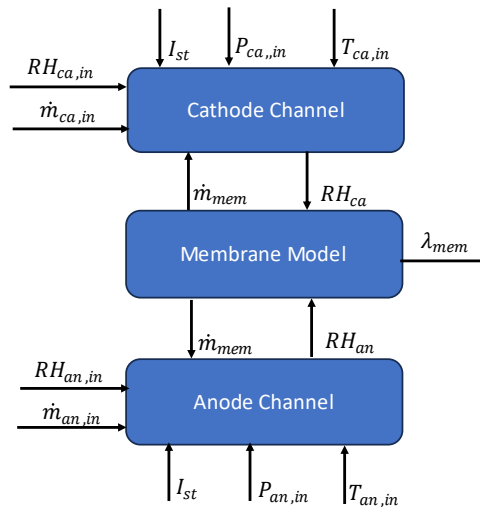 I_st P_ca,,in T_ca,in
RH_ca,in
ṁ_ca,in
Cathode Channel
ṁ_mem RH_ca
Membrane Model
λ_mem
ṁ_mem RH_an
RH_an,in
ṁ_an,in
Anode Channel
I_st P_an,in T_an,in